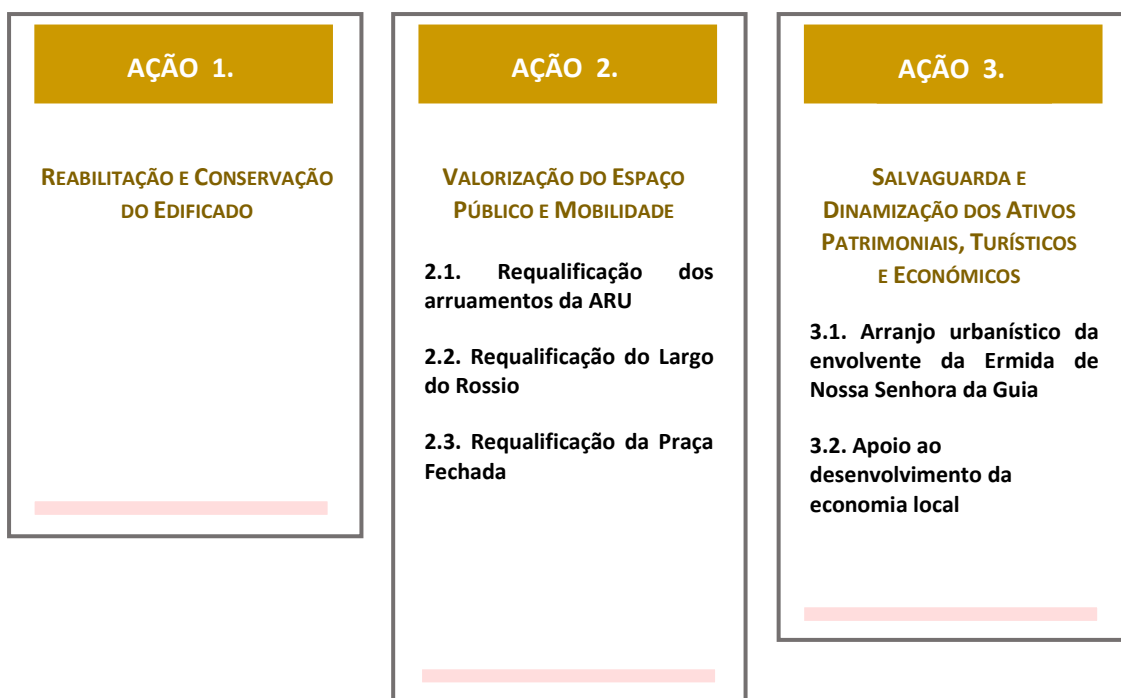 AÇÃO 1.
REABILITAÇÃO E CONSERVAÇÃO
DO EDIFICADO
AÇÃO 2.
VALORIZAÇÃO DO ESPAÇO
PÚBLICO E MOBILIDADE
2.1. Requalificação dos
arruamentos da ARU
2.2. Requalificação do Largo
do Rossio
2.3. Requalificação da Praça
Fechada
AÇÃO 3.
SALVAGUARDA E
DINAMIZAÇÃO DOS ATIVOS
PATRIMONIAIS, TURÍSTICOS
E ECONÓMICOS
3.1. Arranjo urbanístico da
envolvente da Ermida de
Nossa Senhora da Guia
3.2. Apoio ao
desenvolvimento da
economia local